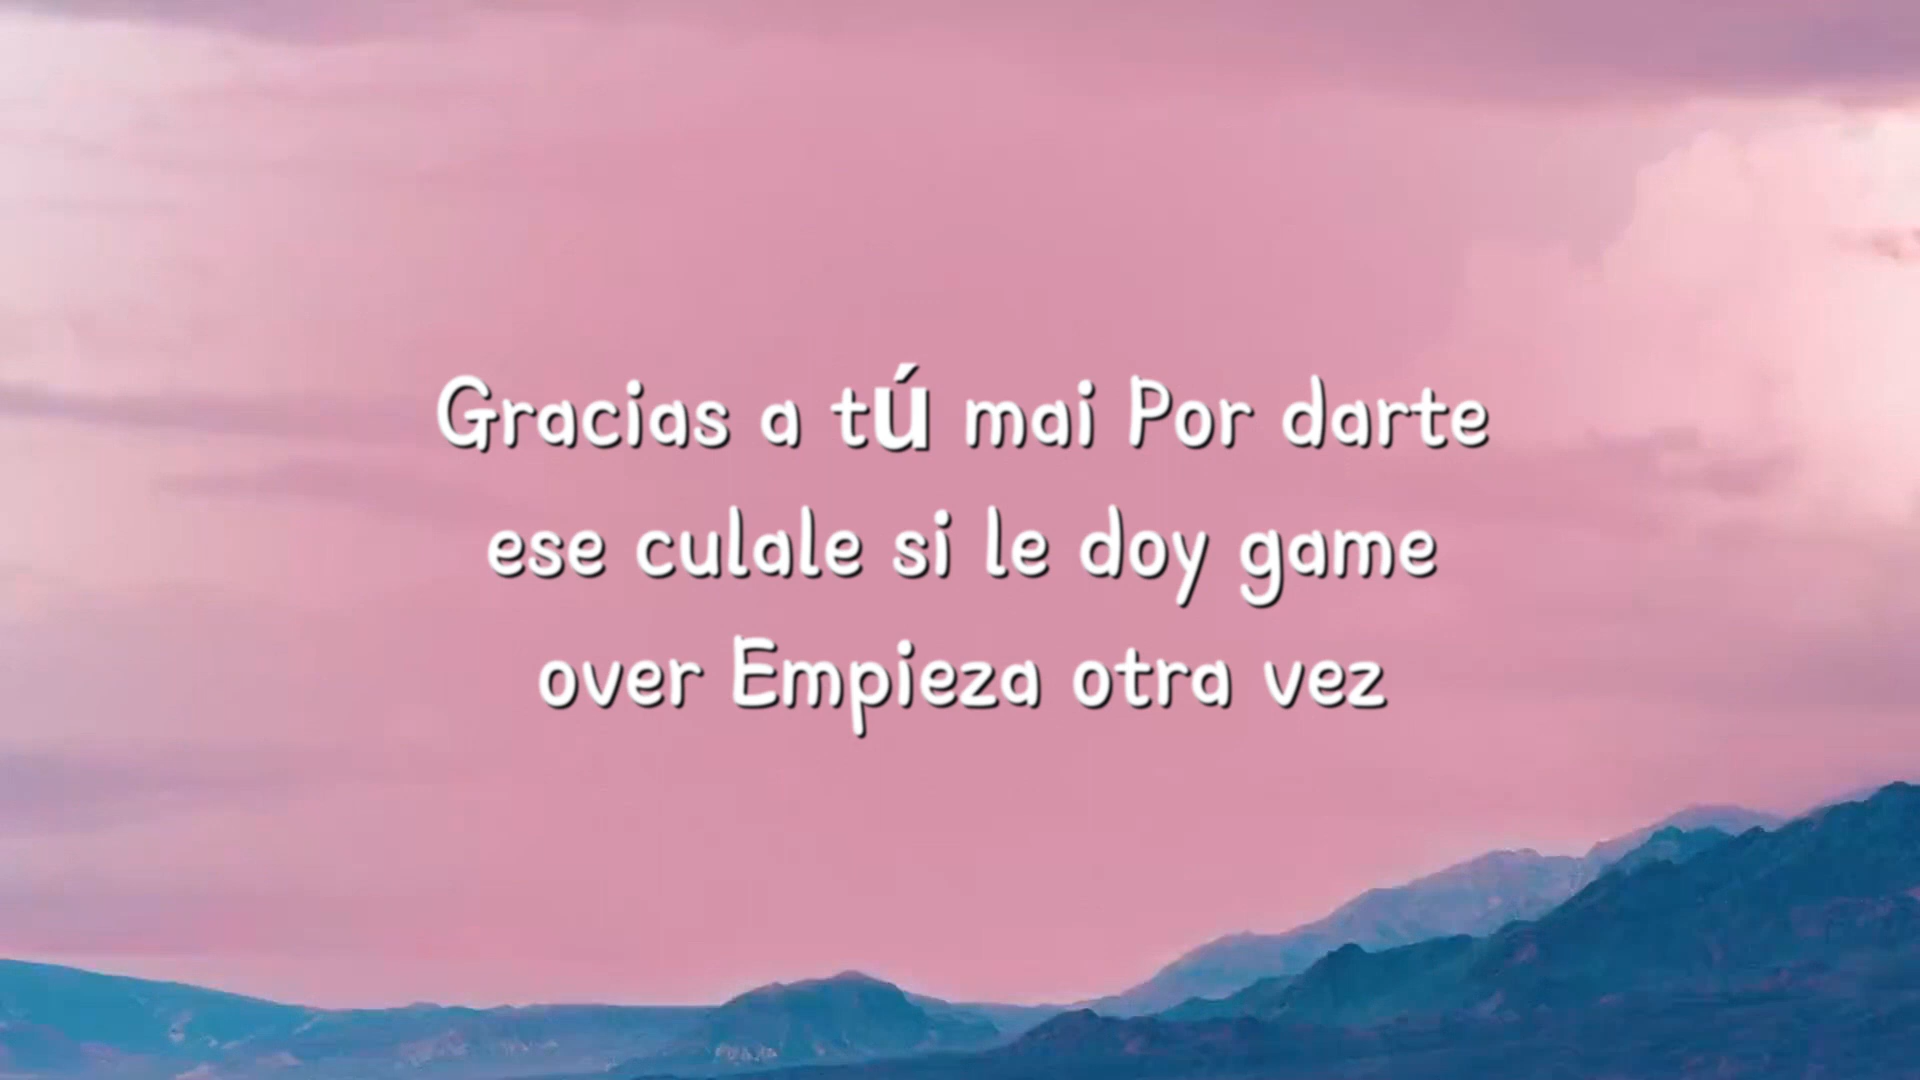 Gracias a tú mai Por darte
ese culale si le doy game
over Empieza otra vez